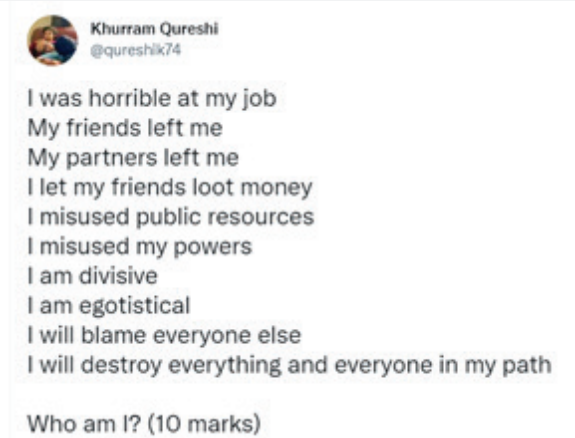 Khurram Qureshi
@qureshik74
I was horrible at my job
My friends left me
My partners left me
I let my friends loot money
I misused public resources
I misused my powers
I am divisive
I am egotistical
I will blame everyone else
I will destroy everything and everyone in my path
Who am I? (10 marks)